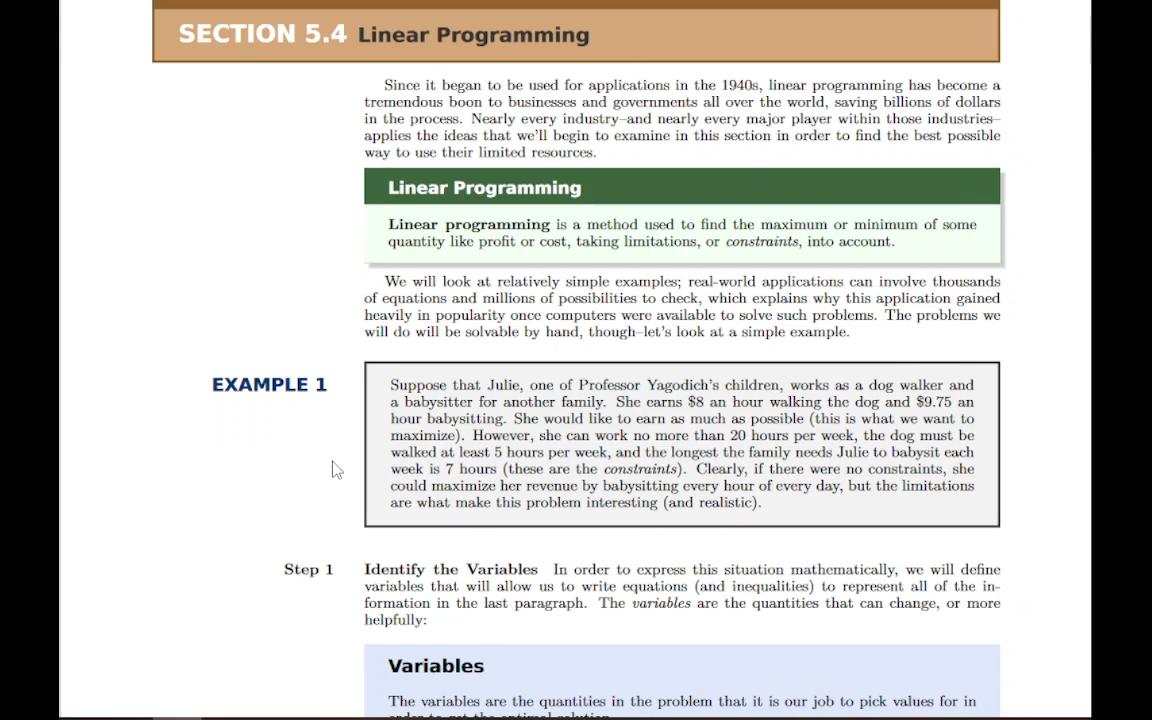 SECTION 5.4 Linear Programming
Since it began to be used for applications in the 1940s, linear programming has become a
tremendous boon to businesses and governments all over the world, saving billions of dollars
in the process. Nearly every industry–and nearly every major player within those industries–
applies the ideas that we'll begin to examine in this section in order to find the best possible
way to use their limited resources.
Linear Programming
Linear programming is a method used to find the maximum or minimum of some
quantity like profit or cost, taking limitations, or constraints, into account.
We will look at relatively simple examples; real-world applications can involve thousands
of equations and millions of possibilities to check, which explains why this application gained
heavily in popularity once computers were available to solve such problems. The problems we
will do will be solvable by hand, though–let's look at a simple example.
EXAMPLE 1
Suppose that Julie, one of Professor Yagodich's children, works as a dog walker and
a babysitter for another family. She earns $8 an hour walking the dog and $9.75 an
hour babysitting. She would like to earn as much as possible (this is what we want to
maximize). However, she can work no more than 20 hours per week, the dog must be
walked at least 5 hours per week, and the longest the family needs Julie to babysit each
week is 7 hours (these are the constraints). Clearly, if there were no constraints, she
could maximize her revenue by babysitting every hour of every day, but the limitations
are what make this problem interesting (and realistic).
Step 1 Identify the Variables In order to express this situation mathematically, we will define
variables that will allow us to write equations (and inequalities) to represent all of the in-
formation in the last paragraph. The variables are the quantities that can change, or more
helpfully:
Variables
The variables are the quantities in the problem that it is our job to pick values for in
order to get the optimal solution.